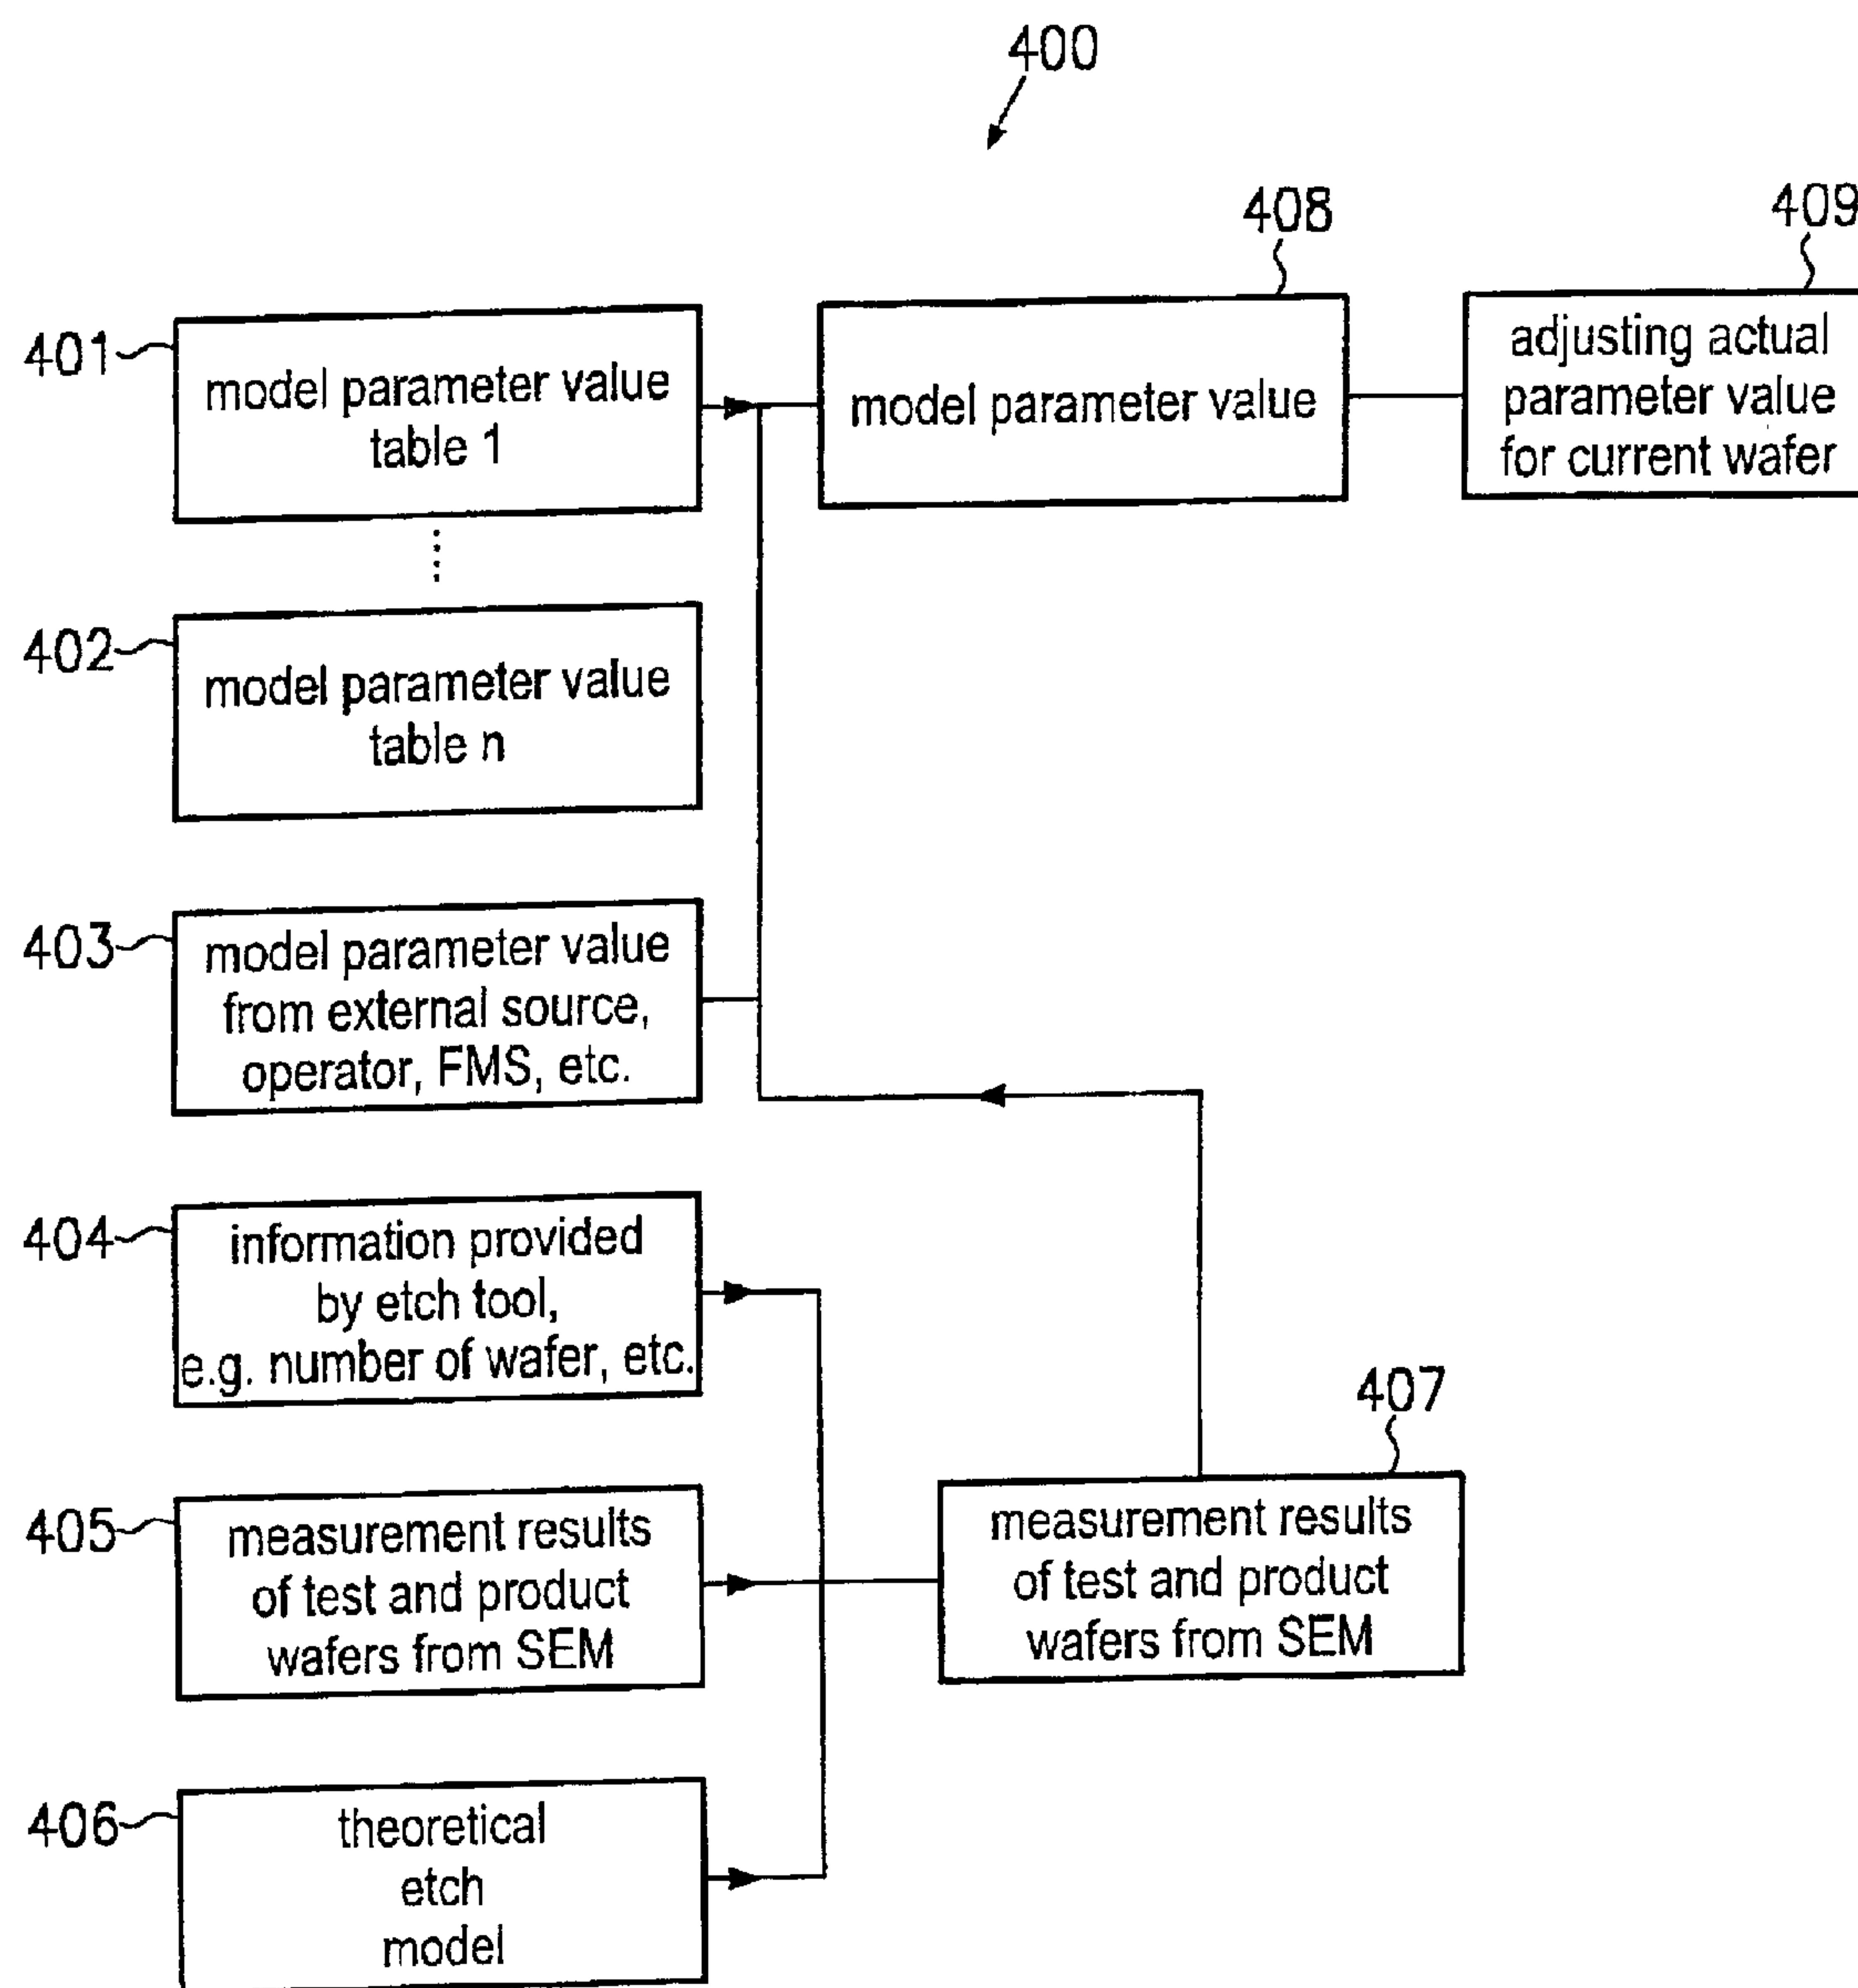 400
408
409
401
model parameter value
table 1
model parameter value
adjusting actual
parameter value
for current wafer
402
model parameter value
table n
403
model parameter value
from external source,
operator, FMS, etc.
404
information provided
by etch tool,
e.g. number of wafer, etc.
405
measurement results
of test and product
wafers from SEM
407
measurement results
of test and product
wafers from SEM
406
theoretical
etch
model